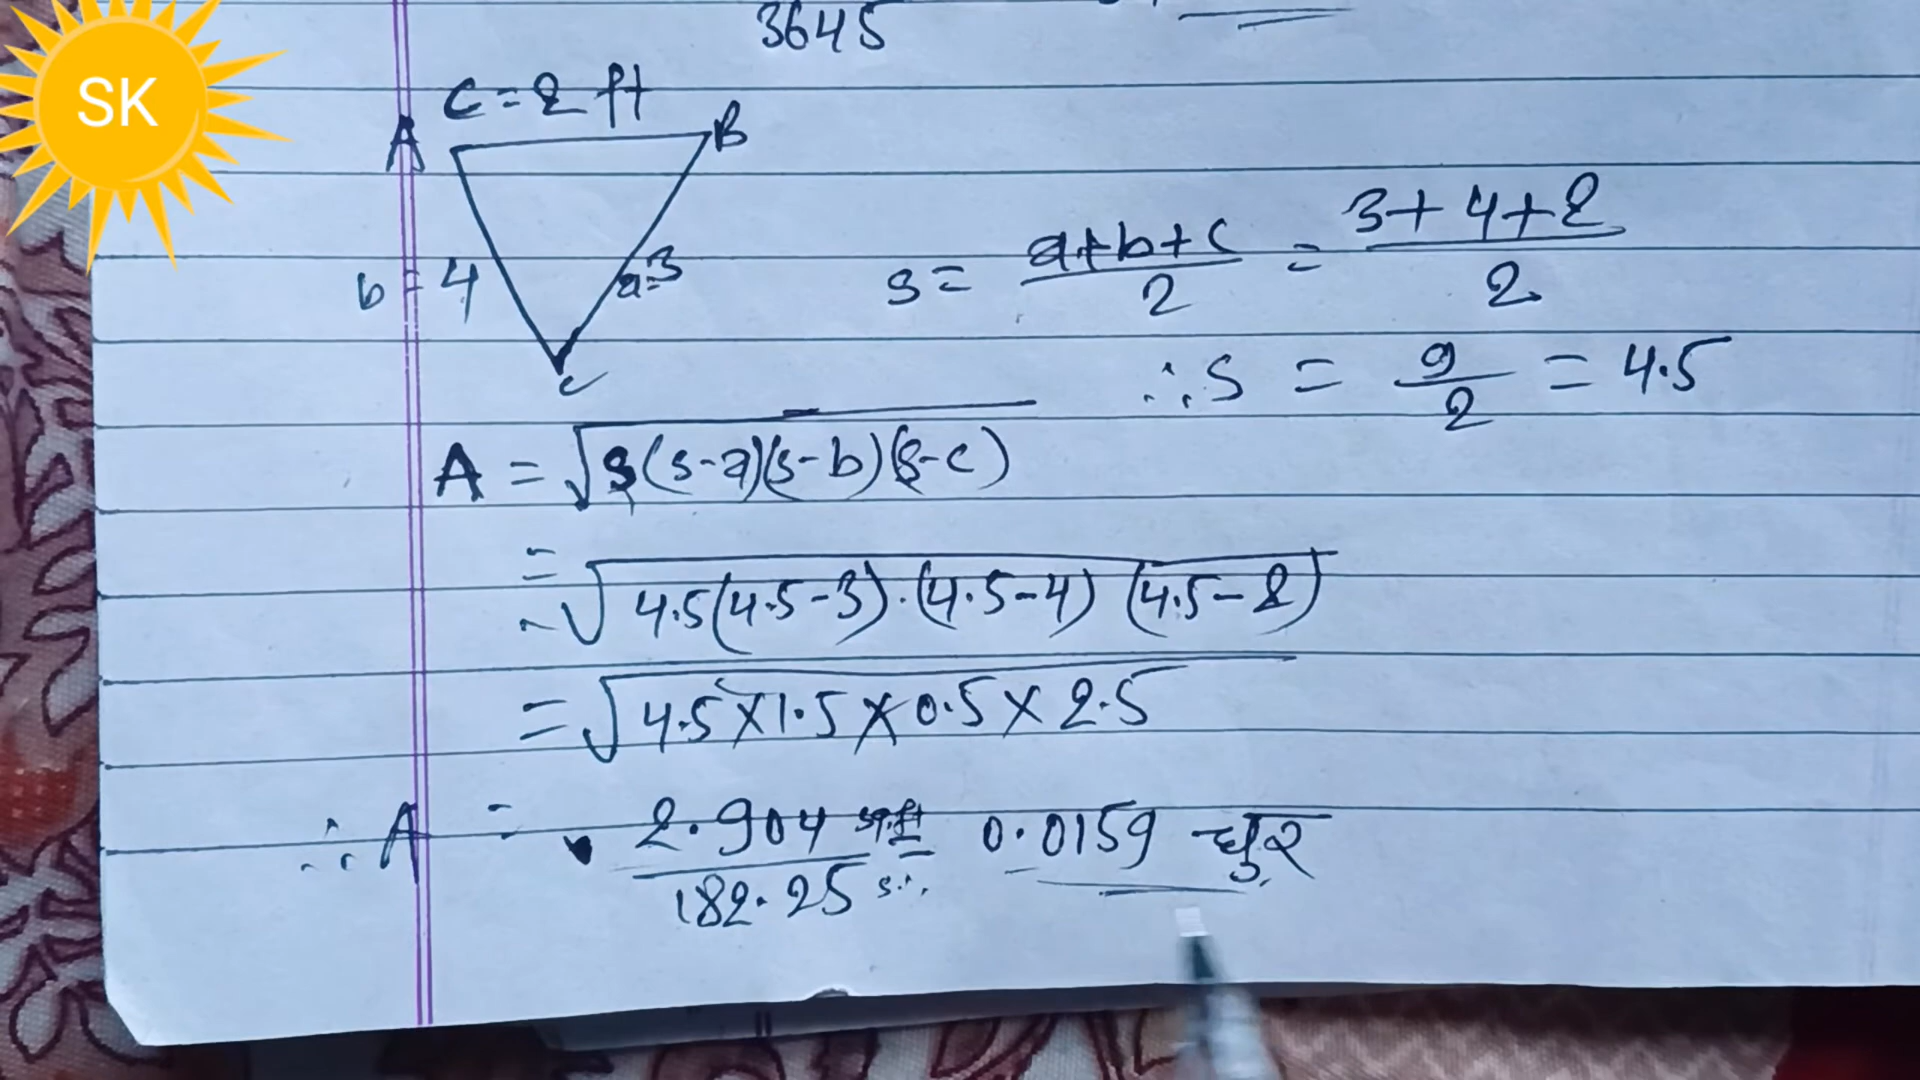 3645
SK
C = 2 ft
A
B
b = 4
a=3
C
s = a+b+c / 2 = 3+4+2 / 2
∴ S = 9/2 = 4.5
A = √s(s-a)(s-b)(s-c)
= √4.5(4.5-3).(4.5-4) (4.5-2)
= √4.5×1.5×0.5×2.5
∴ A = 2.904 sq.ft / 182.25 = 0.0159 धुर